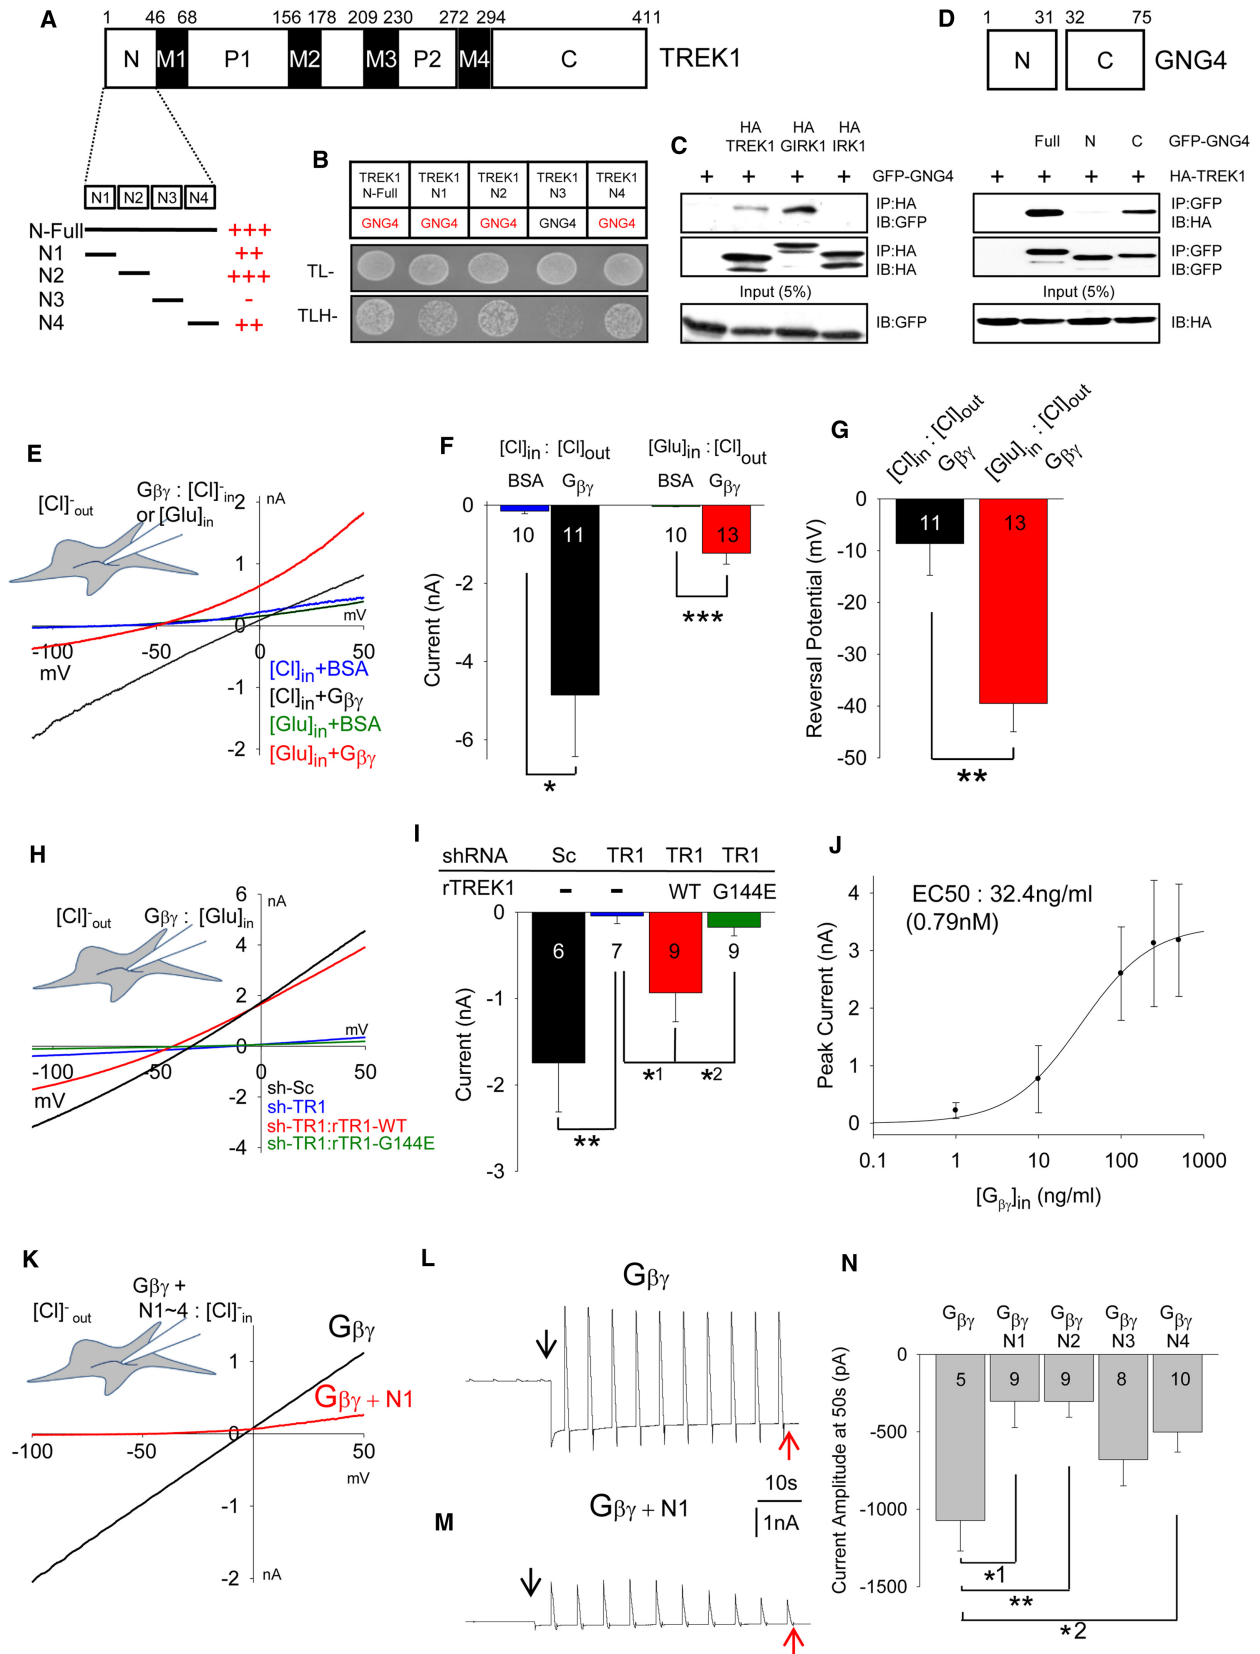 A
1 46 68 156 178 209 230 272 294 411
N M1 P1 M2 M3 P2 M4 C TREK1
N1 N2 N3 N4
N-Full +++
N1 ++
N2 +++
N3 -
N4 ++
B
TREK1 N-Full TREK1 N1 TREK1 N2 TREK1 N3 TREK1 N4
GNG4 GNG4 GNG4 GNG4 GNG4
TL-
TLH-
C
HA TREK1 HA GIRK1 HA IRK1
+ + + + GFP-GNG4
IP:HA
IB:GFP
IP:HA
IB:HA
Input (5%)
IB:GFP
D
1 31 32 75
N C GNG4
Full N C GFP-GNG4
+ + + + HA-TREK1
IP:GFP
IB:HA
IP:GFP
IB:GFP
Input (5%)
IB:HA
E
[Cl]-out
Gβγ : [Cl]-in
or [Glu]in
nA
2
1
0
-1
-2
-100 -50 0 50
mV
mV
[Cl]in+BSA
[Cl]in+Gβγ
[Glu]in+BSA
[Glu]in+Gβγ
F
[Cl]in : [Cl]out [Glu]in : [Cl]out
BSA Gβγ BSA Gβγ
0
-2
-4
-6
Current (nA)
10 11 10 13
*
***
G
[Cl]in : [Cl]out
Gβγ
[Glu]in : [Cl]out
Gβγ
0
-10
-20
-30
-40
-50
Reversal Potential (mV)
11 13
**
H
[Cl]-out
Gβγ : [Glu]in
nA
6
4
2
0
-2
-4
-100 -50 0 50
mV
mV
sh-Sc
sh-TR1
sh-TR1:rTR1-WT
sh-TR1:rTR1-G144E
I
shRNA Sc TR1 TR1 TR1
rTREK1 - - WT G144E
0
-1
-2
-3
Current (nA)
6 7 9 9
**
*1
*2
J
EC50 : 32.4ng/ml
(0.79nM)
4
3
2
1
0
Peak Current (nA)
0.1 1 10 100 1000
[Gβγ]in (ng/ml)
K
[Cl]-out
Gβγ +
N1~4 : [Cl]-in
Gβγ
Gβγ + N1
1
0
-1
-2
nA
-100 -50 0 50
mV
L
Gβγ
10s
1nA
M
Gβγ + N1
N
Gβγ Gβγ N1 Gβγ N2 Gβγ N3 Gβγ N4
0
-500
-1000
-1500
Current Amplitude at 50s (pA)
5 9 9 8 10
*1
**
*2